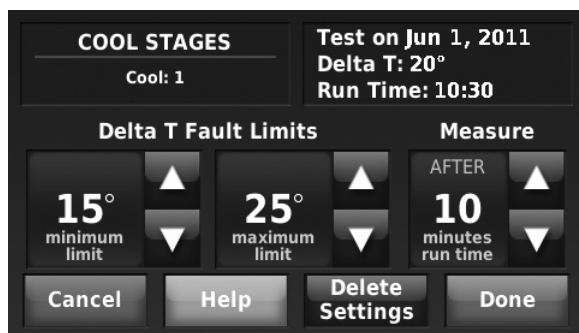 COOL STAGES
Cool: 1
Test on Jun 1, 2011
Delta T: 20°
Run Time: 10:30
Delta T Fault Limits
Measure
15°
minimum
limit
25°
maximum
limit
AFTER
10
minutes
run time
Cancel
Help
Delete
Settings
Done